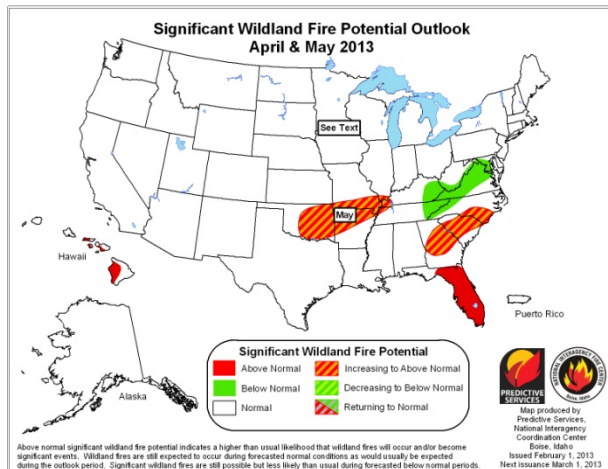 Significant Wildland Fire Potential Outlook
April & May 2013
See Text
May
Hawaii
Puerto Rico
Alaska
Significant Wildland Fire Potential
Above Normal
Increasing to Above Normal
Below Normal
Decreasing to Below Normal
Normal
Returning to Normal
PREDICTIVE
SERVICES
NATIONAL INTERAGENCY FIRE CENTER
Boise, Idaho
Map produced by
Predictive Services,
National Interagency
Coordination Center
Boise, Idaho
Issued February 1, 2013
Next issuance March 1, 2013
Above normal significant wildland fire potential indicates a higher than usual likelihood that wildland fires will occur and/or become
significant events. Wildland fires are still expected to occur during forecasted normal conditions as would usually be expected
during the outlook period. Significant wildland fires are still possible but less likely than usual during forecasted below normal periods.